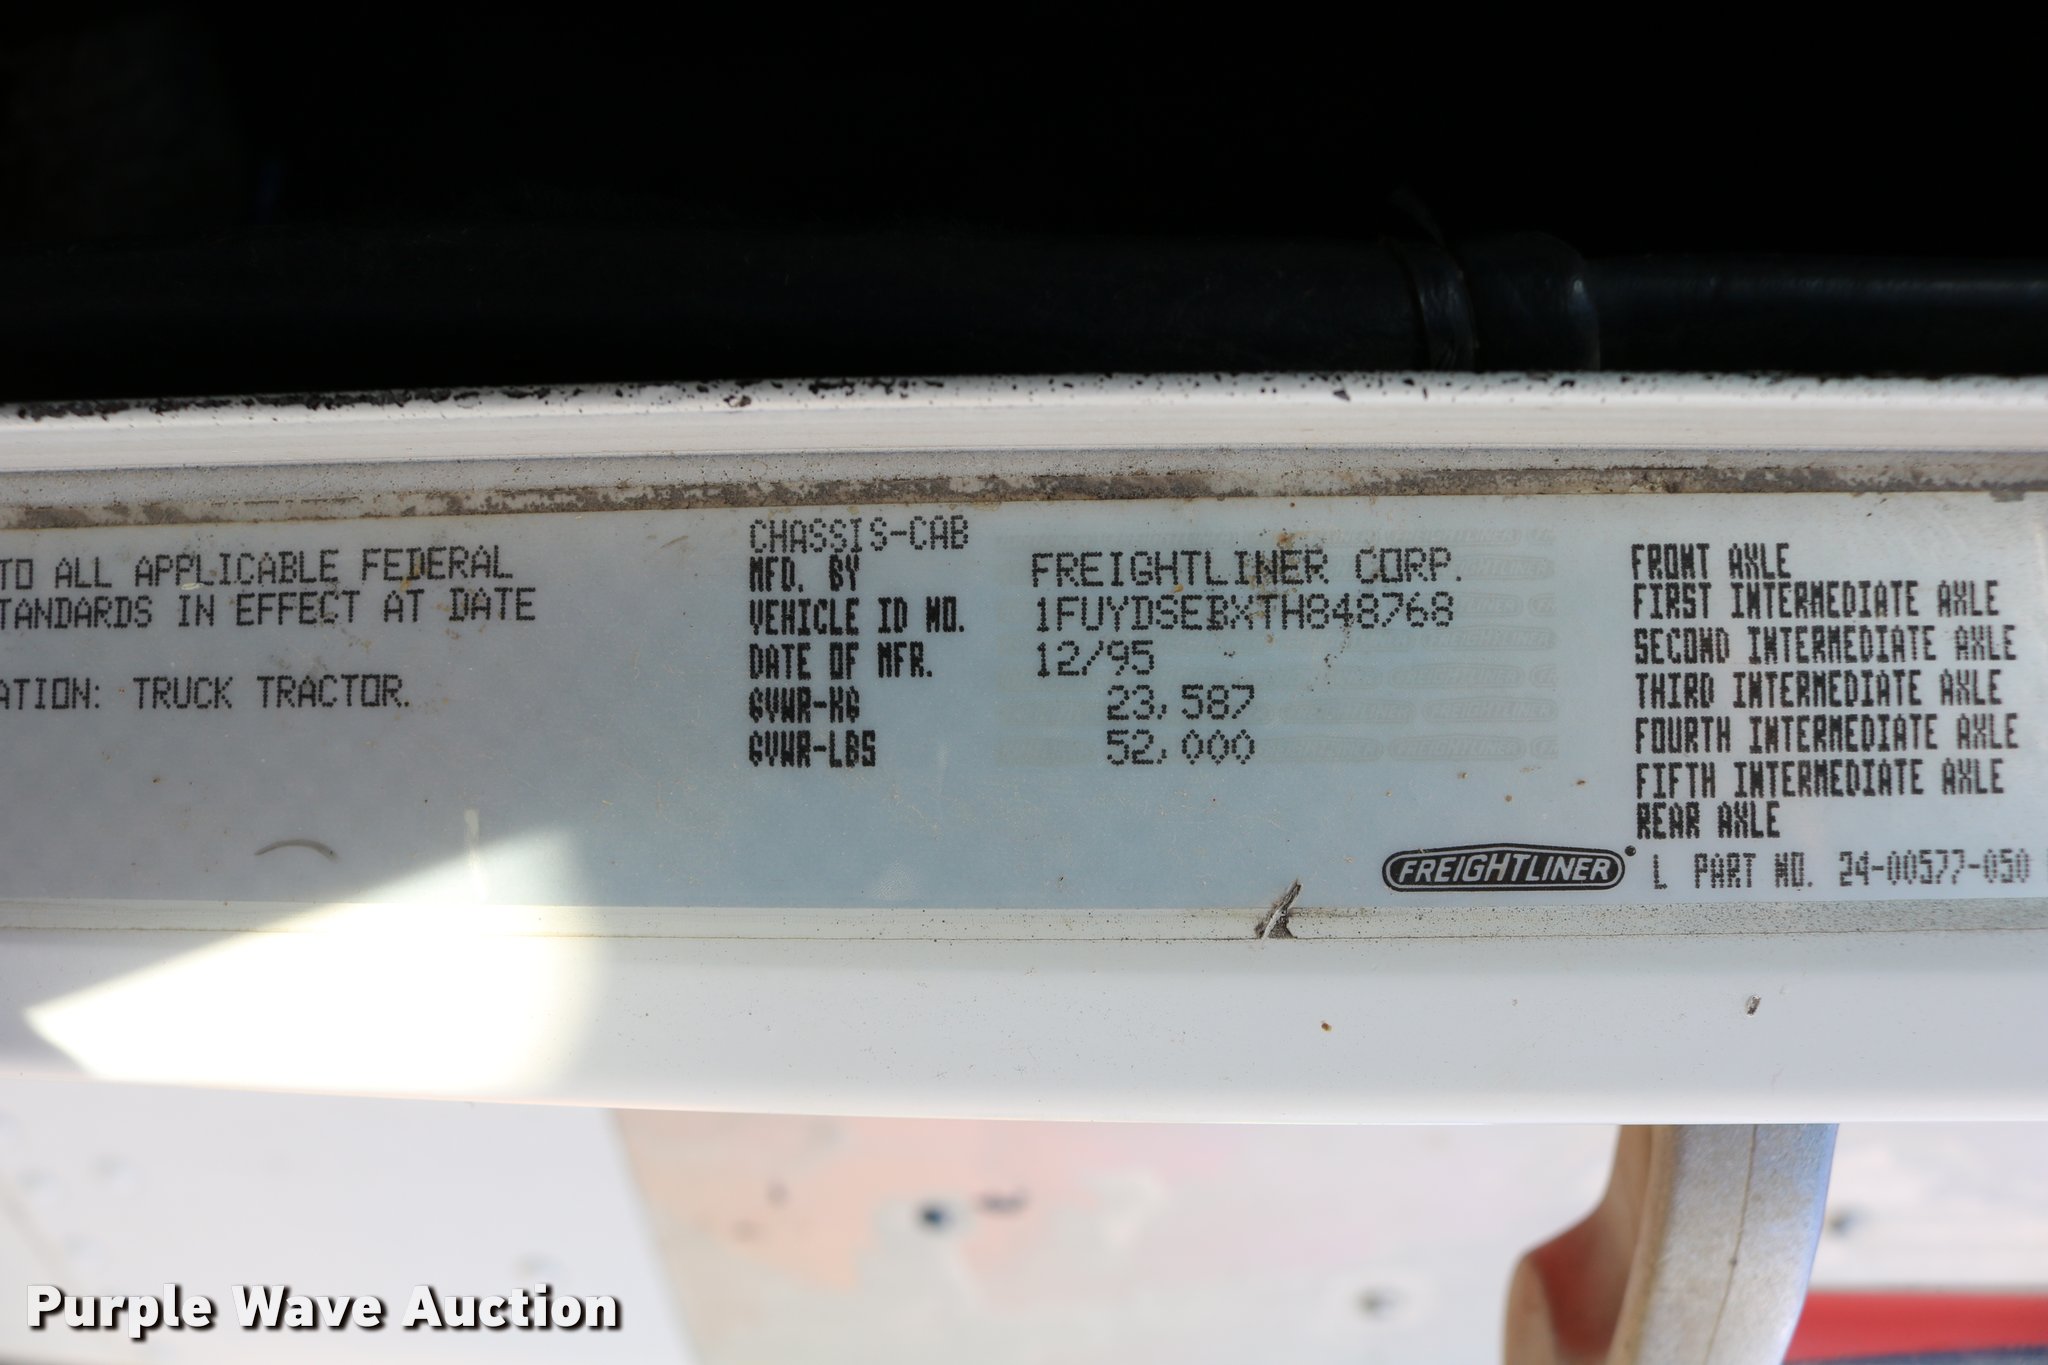 TO ALL APPLICABLE FEDERAL
TANDARDS IN EFFECT AT DATE
ATION: TRUCK TRACTOR.
CHASSIS-CAB
MFD. BY FREIGHTLINER CORP.
VEHICLE ID NO. 1FUYDSEBXTH848768
DATE OF MFR. 12/95
GVWR-KG 23,587
GVWR-LBS 52,000
FRONT AXLE
FIRST INTERMEDIATE AXLE
SECOND INTERMEDIATE AXLE
THIRD INTERMEDIATE AXLE
FOURTH INTERMEDIATE AXLE
FIFTH INTERMEDIATE AXLE
REAR AXLE
FREIGHTLINER L PART NO. 24-00577-050
Purple Wave Auction